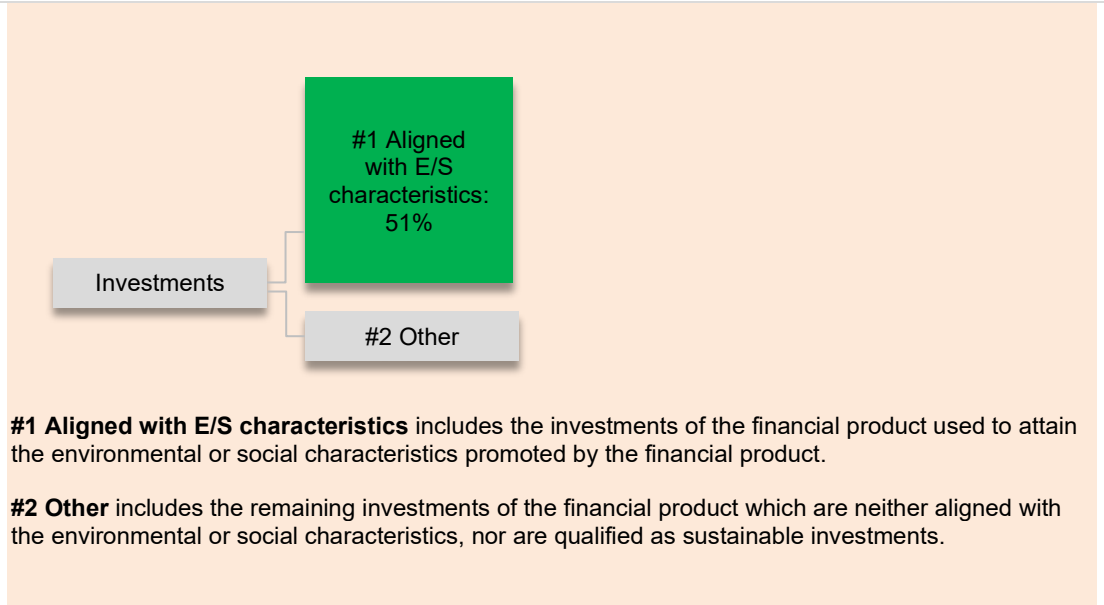 #1 Aligned
with E/S
characteristics:
51%
Investments
#2 Other
#1 Aligned with E/S characteristics includes the investments of the financial product used to attain
the environmental or social characteristics promoted by the financial product.
#2 Other includes the remaining investments of the financial product which are neither aligned with
the environmental or social characteristics, nor are qualified as sustainable investments.